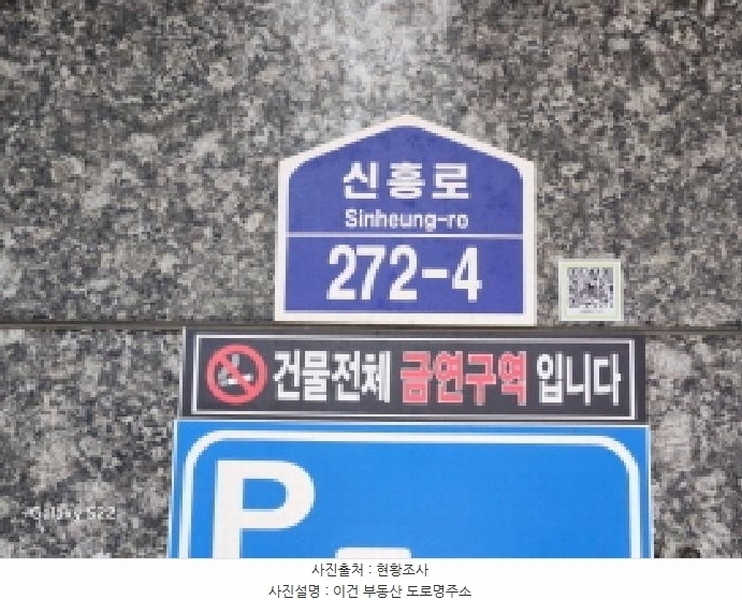 신흥로
Sinheung-ro
272-4
건물전체 금연구역 입니다
P
Galaxy S22
사진출처 : 현황조사
사진설명 : 이건 부동산 도로명주소